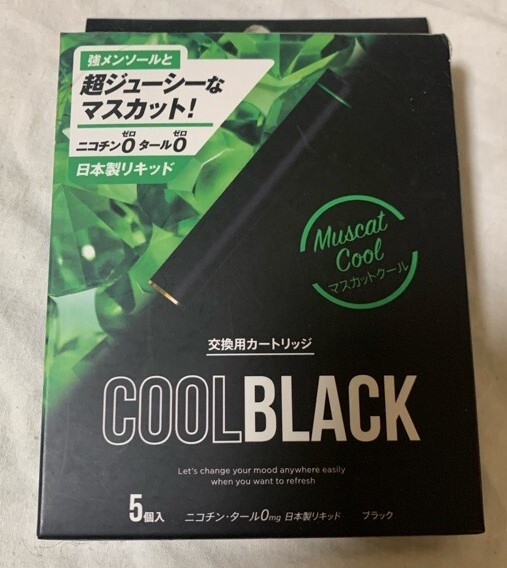 強メンソールと
超ジューシーな
マスカット!
ゼロ ゼロ
ニコチン0 タール0
日本製リキッド
Muscat
Cool
マスカットクール
交換用カートリッジ
COOLBLACK
Let's change your mood anywhere easily
when you want to refresh
5個入 ニコチン・タール0mg 日本製リキッド ブラック